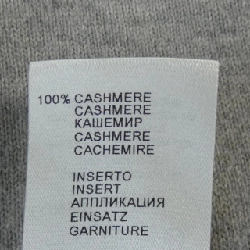 100% CASHMERE
CASHMERE
КАШЕМИР
CASHMERE
CACHEMIRE
INSERTO
INSERT
АППЛИКАЦИЯ
EINSATZ
GARNITURE